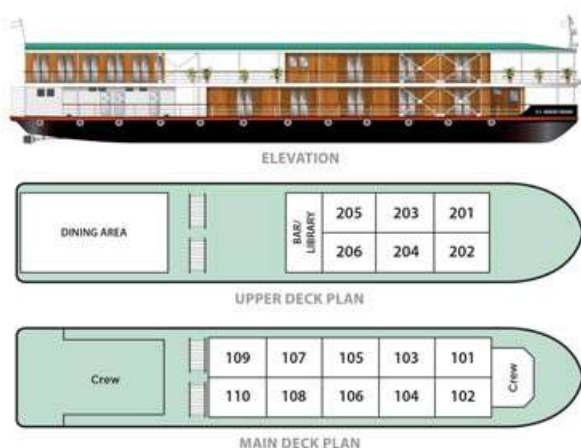 ELEVATION
DINING AREA
BAR/
LIBRARY
205 203 201
206 204 202
UPPER DECK PLAN
Crew
109 107 105 103 101
110 108 106 104 102
Crew
MAIN DECK PLAN